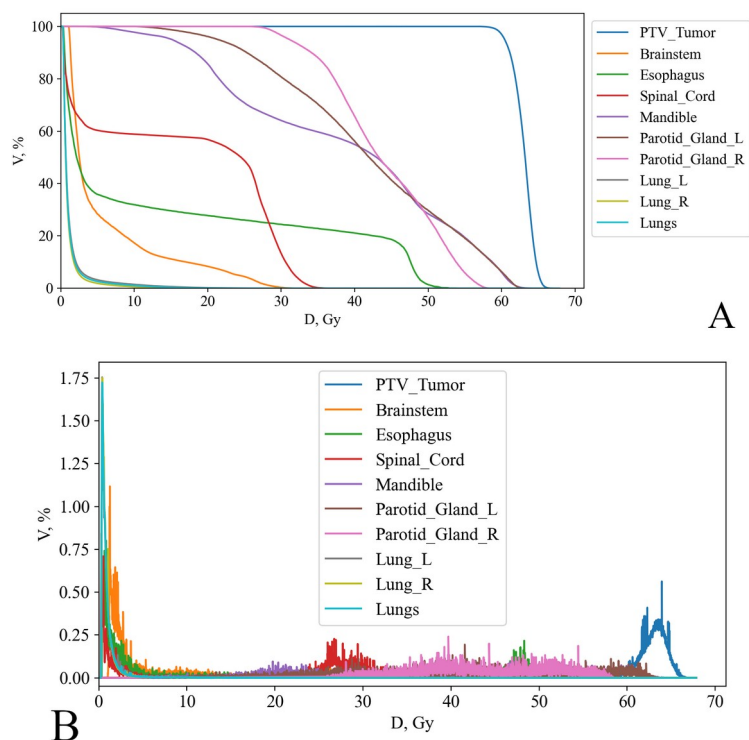 100
80
60
40
20
0
V, %
0 10 20 30 40 50 60 70
D, Gy
PTV_Tumor
Brainstem
Esophagus
Spinal_Cord
Mandible
Parotid_Gland_L
Parotid_Gland_R
Lung_L
Lung_R
Lungs
A
1.75
1.50
1.25
1.00
0.75
0.50
0.25
0.00
V, %
0 10 20 30 40 50 60 70
D, Gy
PTV_Tumor
Brainstem
Esophagus
Spinal_Cord
Mandible
Parotid_Gland_L
Parotid_Gland_R
Lung_L
Lung_R
Lungs
B